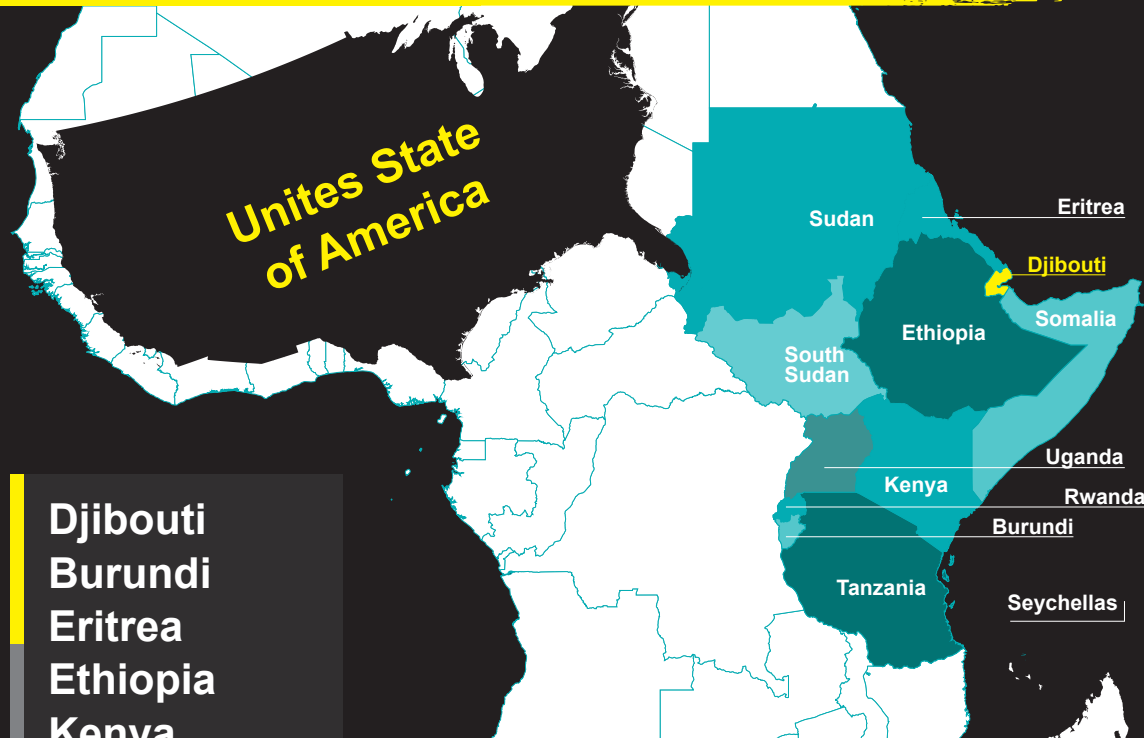 Unites State
of America
Sudan
Eritrea
Djibouti
Somalia
Ethiopia
South
Sudan
Uganda
Kenya
Rwanda
Burundi
Tanzania
Seychellas
Djibouti
Burundi
Eritrea
Ethiopia
Kenya